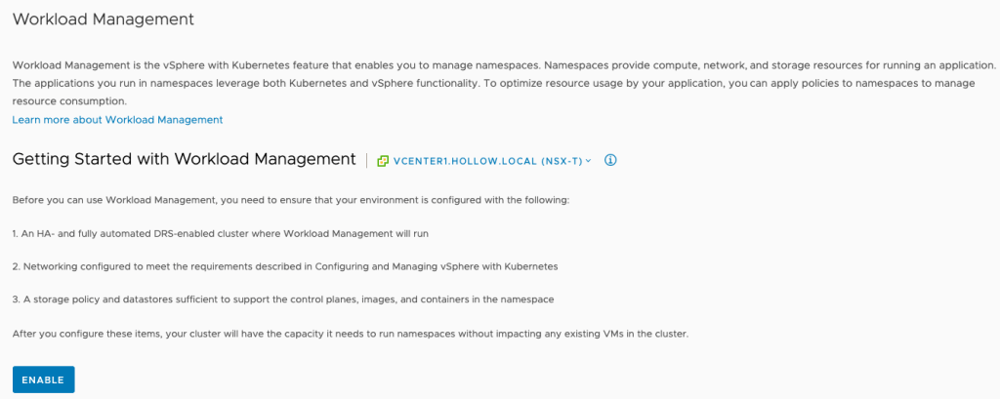 Workload Management
Workload Management is the vSphere with Kubernetes feature that enables you to manage namespaces. Namespaces provide compute, network, and storage resources for running an application.
The applications you run in namespaces leverage both Kubernetes and vSphere functionality. To optimize resource usage by your application, you can apply policies to namespaces to manage
resource consumption.
Learn more about Workload Management
Getting Started with Workload Management | VCENTER1.HOLLOW.LOCAL (NSX-T)
Before you can use Workload Management, you need to ensure that your environment is configured with the following:
1. An HA- and fully automated DRS-enabled cluster where Workload Management will run
2. Networking configured to meet the requirements described in Configuring and Managing vSphere with Kubernetes
3. A storage policy and datastores sufficient to support the control planes, images, and containers in the namespace
After you configure these items, your cluster will have the capacity it needs to run namespaces without impacting any existing VMs in the cluster.
ENABLE